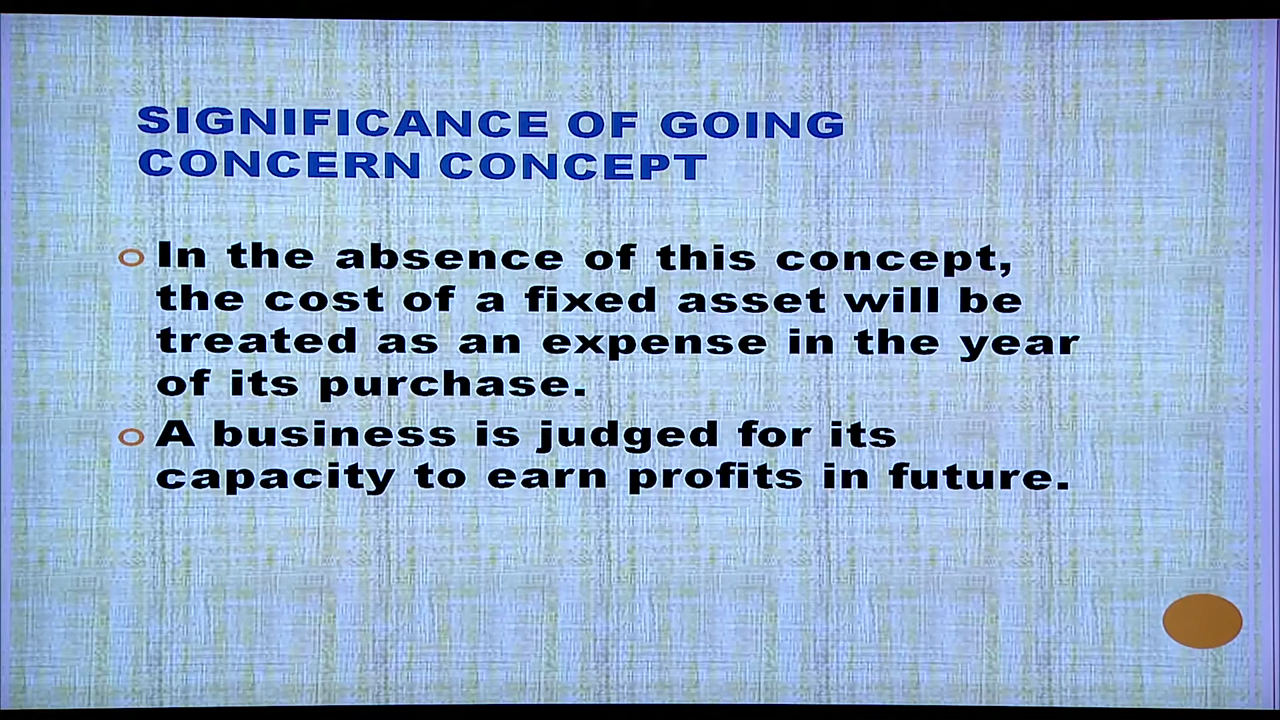 SIGNIFICANCE OF GOING
CONCERN CONCEPT
In the absence of this concept,
the cost of a fixed asset will be
treated as an expense in the year
of its purchase.
A business is judged for its
capacity to earn profits in future.